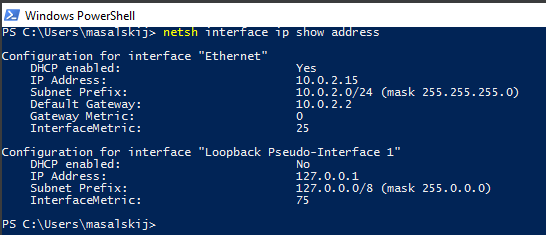 Windows PowerShell
PS C:\Users\masalskij> netsh interface ip show address
Configuration for interface "Ethernet"
DHCP enabled: Yes
IP Address: 10.0.2.15
Subnet Prefix: 10.0.2.0/24 (mask 255.255.255.0)
Default Gateway: 10.0.2.2
Gateway Metric: 0
InterfaceMetric: 25
Configuration for interface "Loopback Pseudo-Interface 1"
DHCP enabled: No
IP Address: 127.0.0.1
Subnet Prefix: 127.0.0.0/8 (mask 255.0.0.0)
InterfaceMetric: 75
PS C:\Users\masalskij>